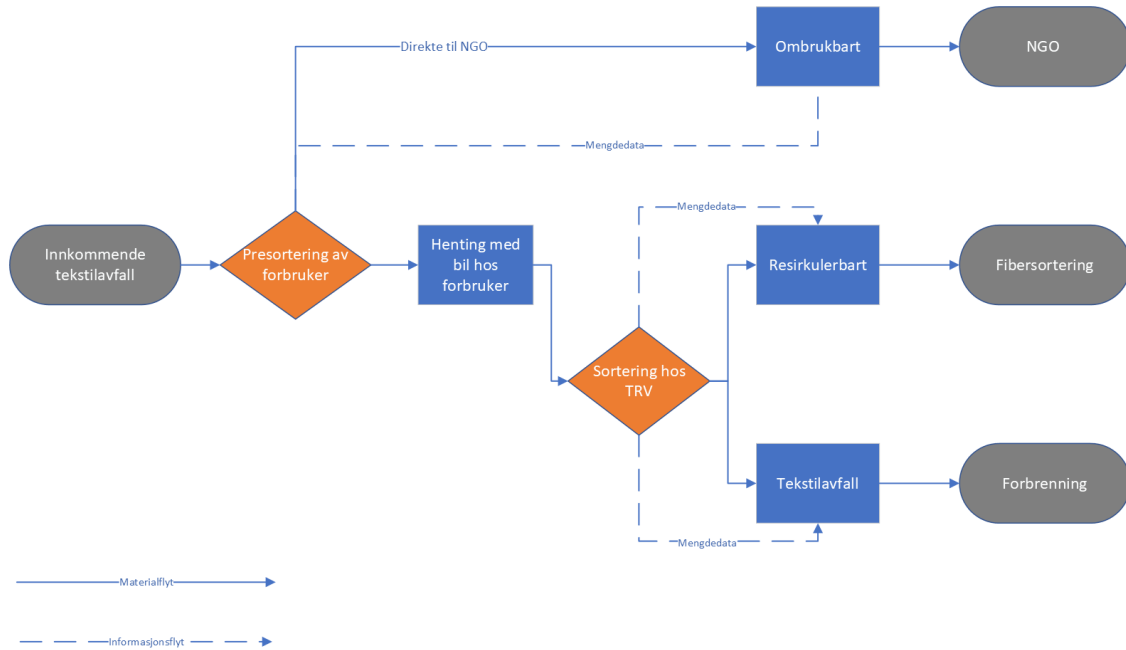 Direkte til NGO
Ombrukbart
NGO
Mengdedata
Innkommende
tekstilavfall
Presortering av
forbruker
Henting med
bil hos
forbruker
Mengdedata
Resirkulerbart
Fibersortering
Sortering hos
TRV
Tekstilavfall
Forbrenning
Mengdedata
Materialflyt
Informasjonsflyt